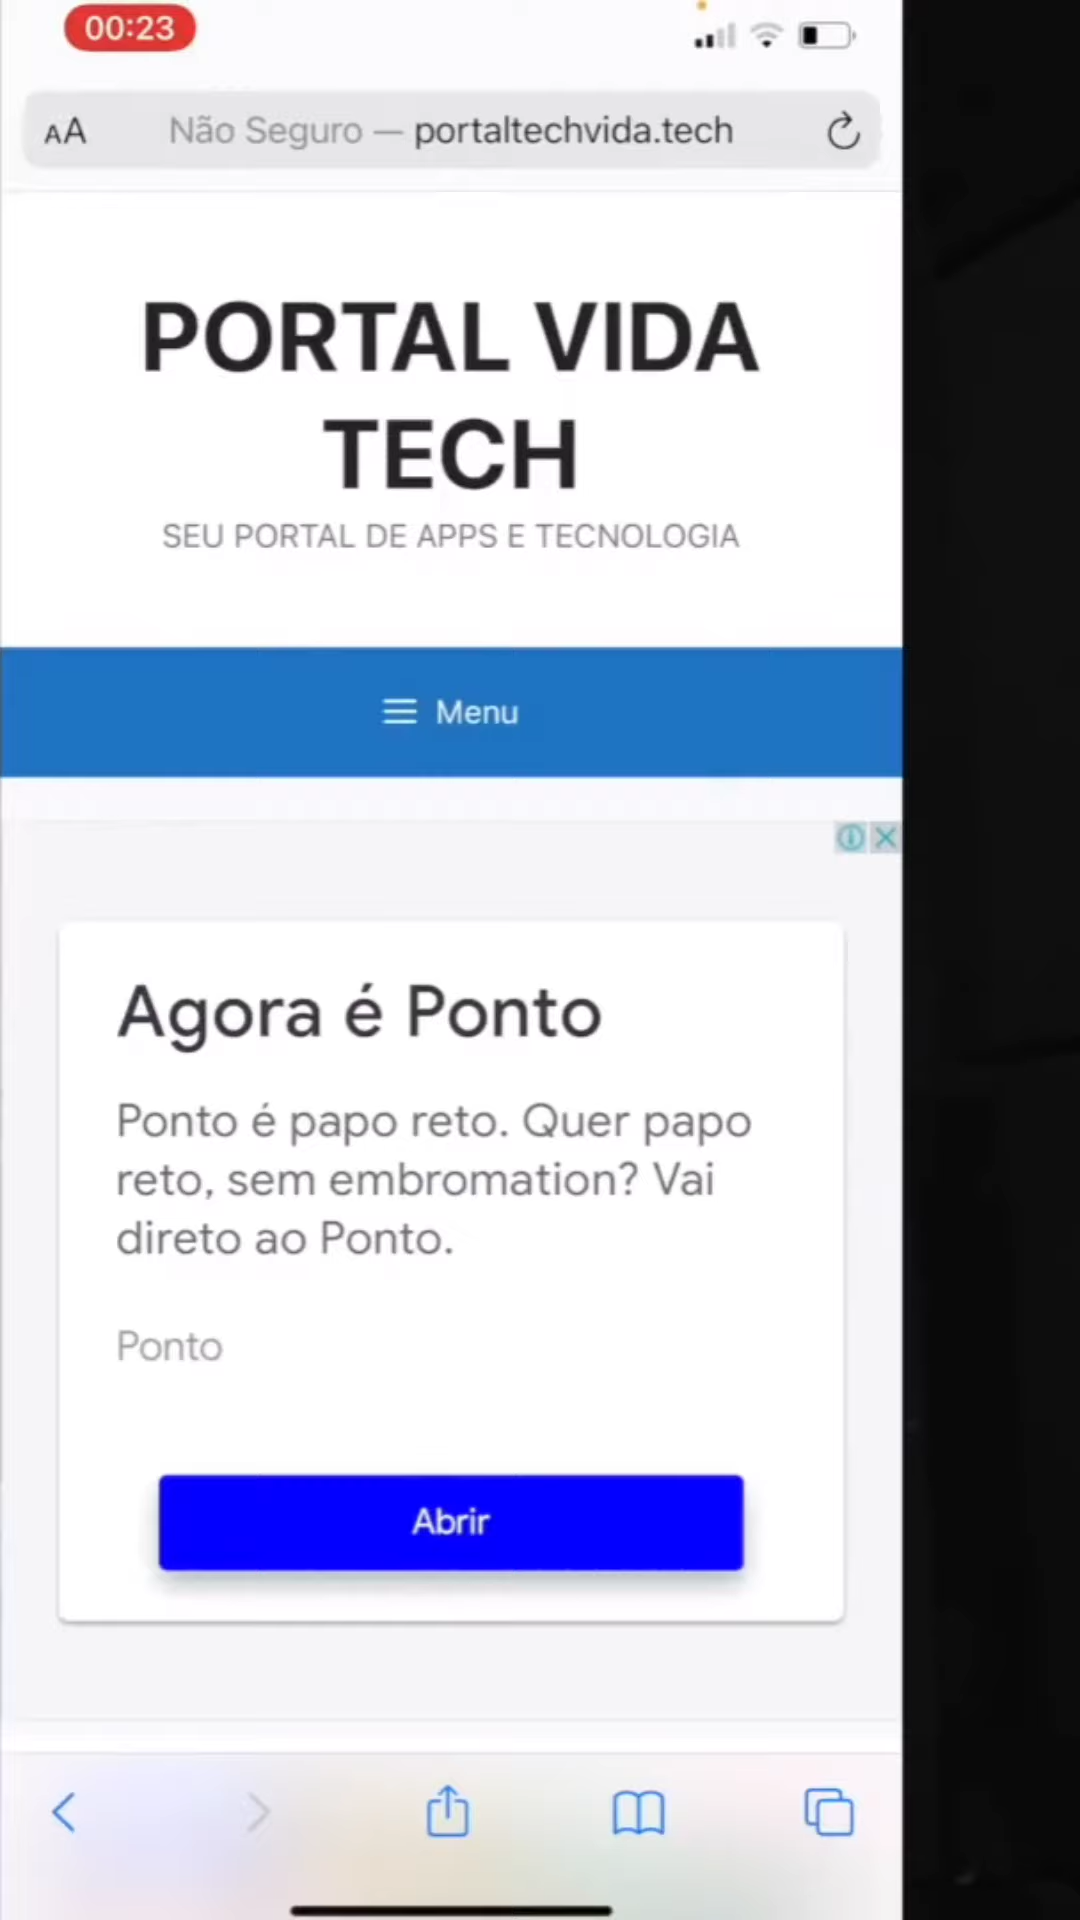 00:23
AA Não Seguro — portaltechvida.tech
PORTAL VIDA
TECH
SEU PORTAL DE APPS E TECNOLOGIA
Menu
Agora é Ponto
Ponto é papo reto. Quer papo
reto, sem embromation? Vai
direto ao Ponto.
Ponto
Abrir